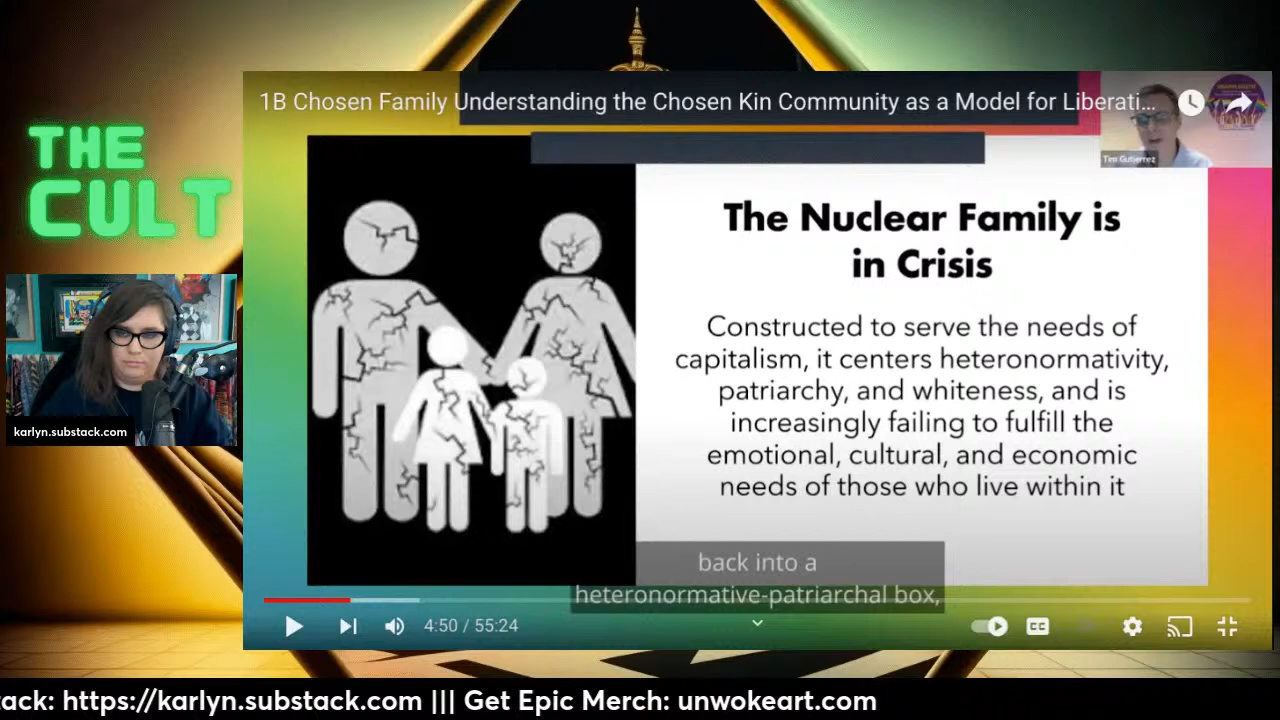 THE
CULT
karlyn.substack.com
1B Chosen Family Understanding the Chosen Kin Community as a Model for Liberati...
Tim Gutierrez
The Nuclear Family is
in Crisis
Constructed to serve the needs of
capitalism, it centers heteronormativity,
patriarchy, and whiteness, and is
increasingly failing to fulfill the
emotional, cultural, and economic
needs of those who live within it
back into a
heteronormative-patriarchal box,
4:50 / 55:24
CC
tack: https://karlyn.substack.com ||| Get Epic Merch: unwokeart.com